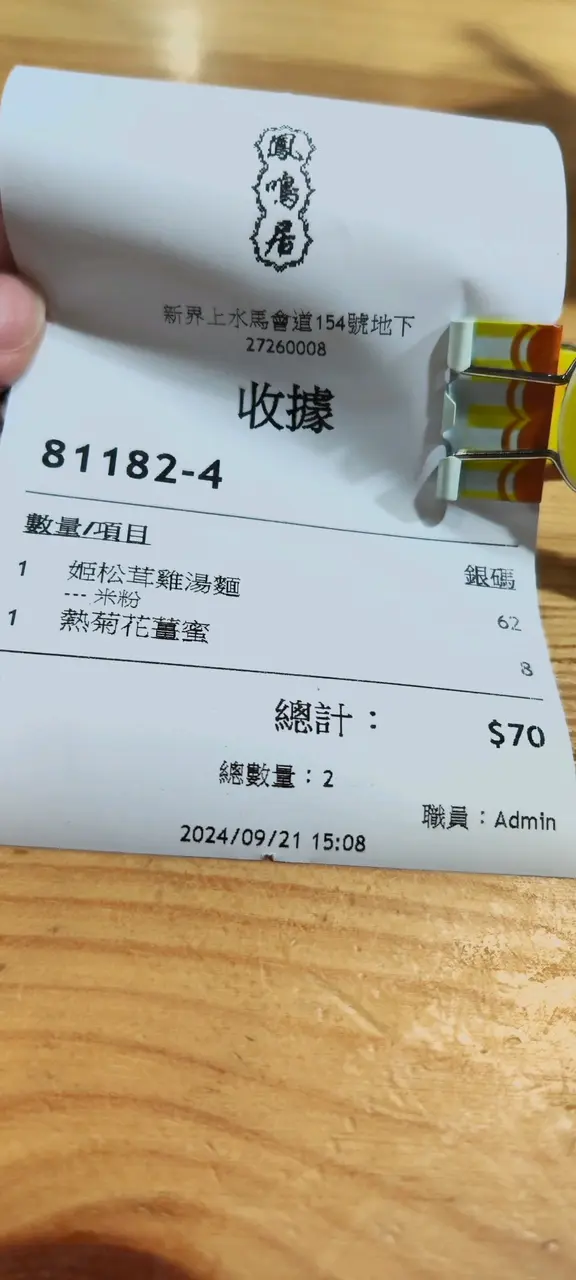 鳳鳴居
新界上水馬會道154號地下
27260008
收據
81182-4
數量/項目 銀碼
1 姬松茸雞湯麵 62
--- 米粉
1 熱菊花薑蜜 8
總計： $70
總數量：2
職員：Admin
2024/09/21 15:08